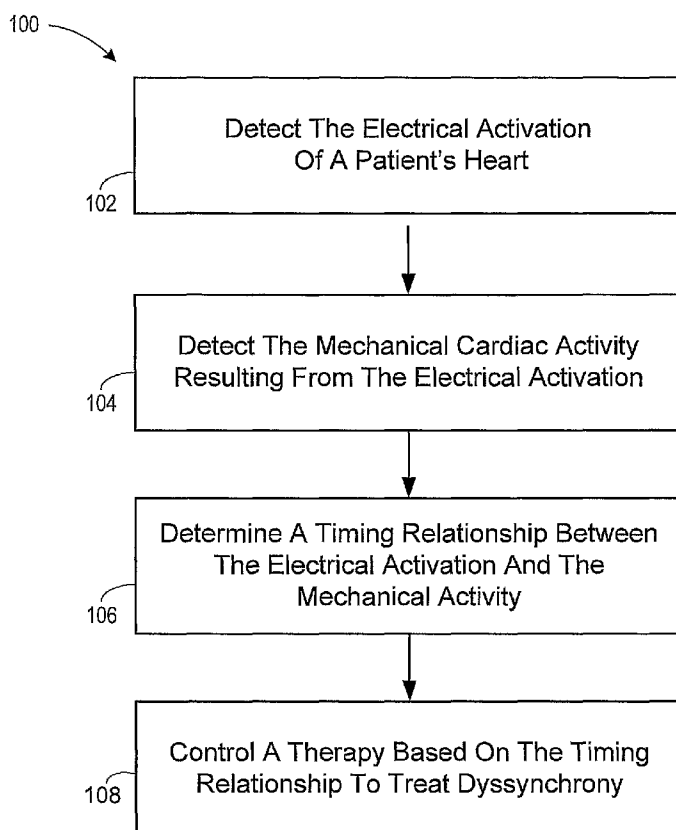 100
Detect The Electrical Activation
Of A Patient's Heart
102
Detect The Mechanical Cardiac Activity
Resulting From The Electrical Activation
104
Determine A Timing Relationship Between
The Electrical Activation And The
Mechanical Activity
106
Control A Therapy Based On The Timing
Relationship To Treat Dyssynchrony
108